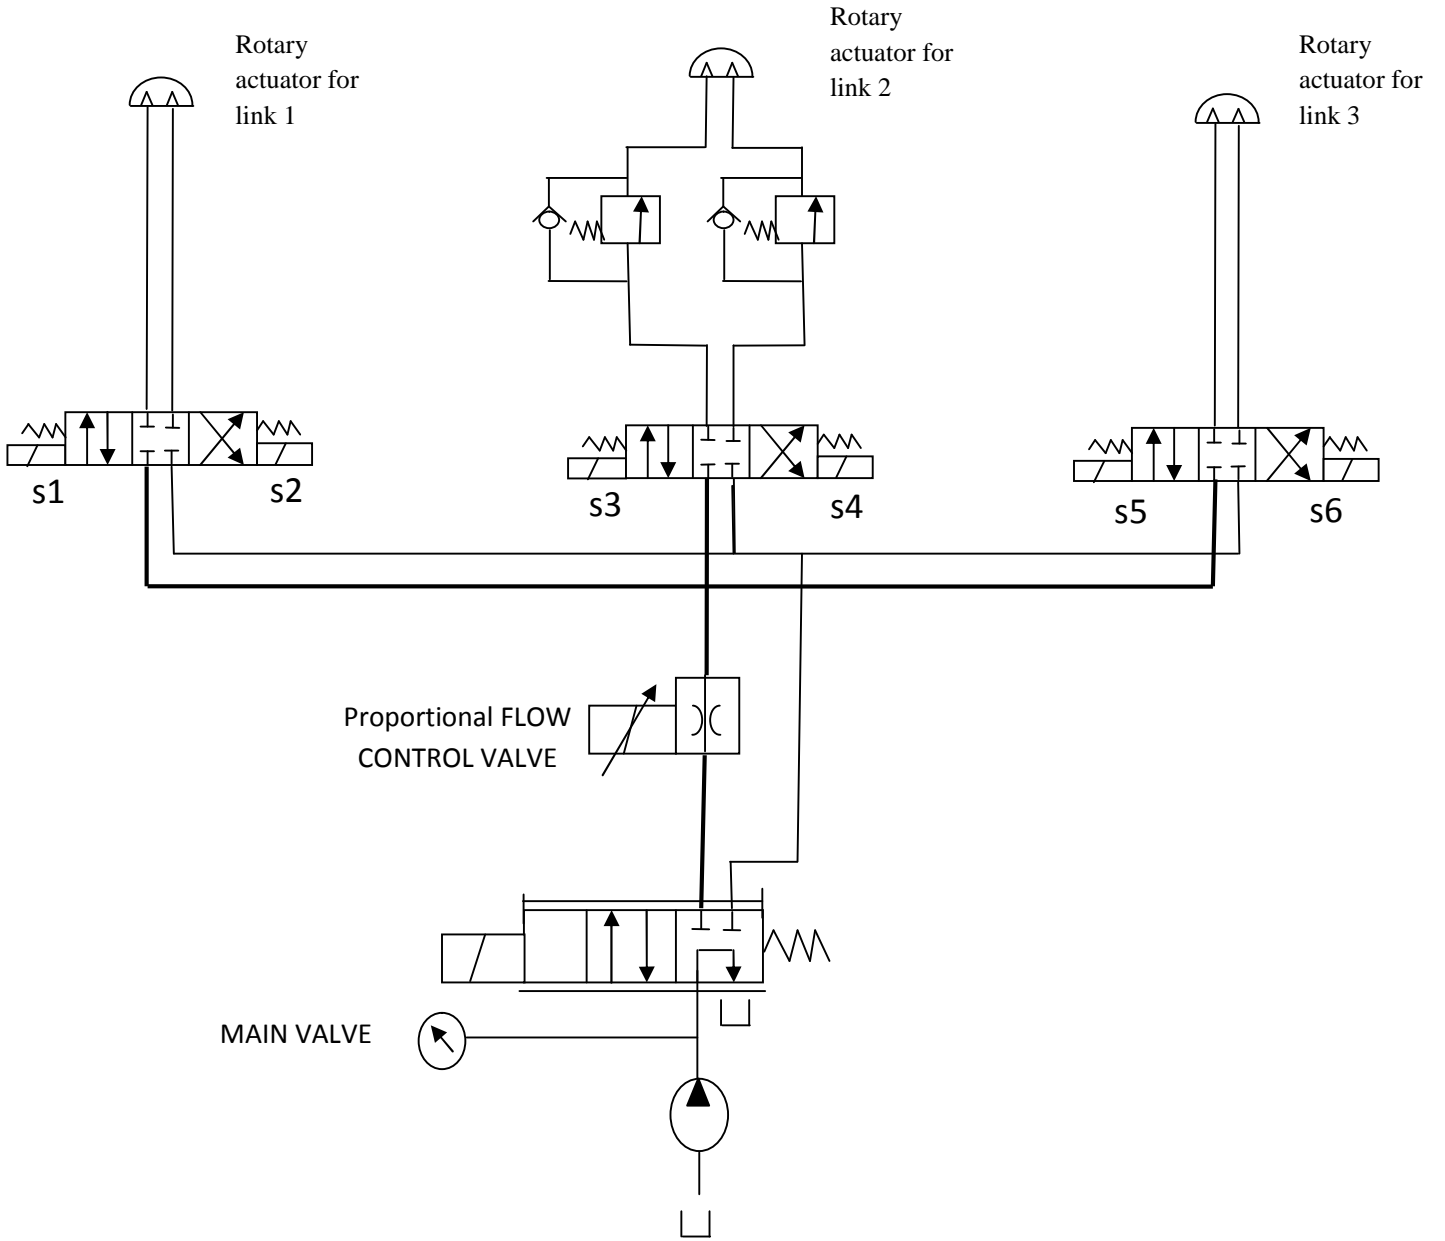 Rotary
actuator for
link 1
Rotary
actuator for
link 2
Rotary
actuator for
link 3
s1
s2
s3
s4
s5
s6
Proportional FLOW
CONTROL VALVE
MAIN VALVE